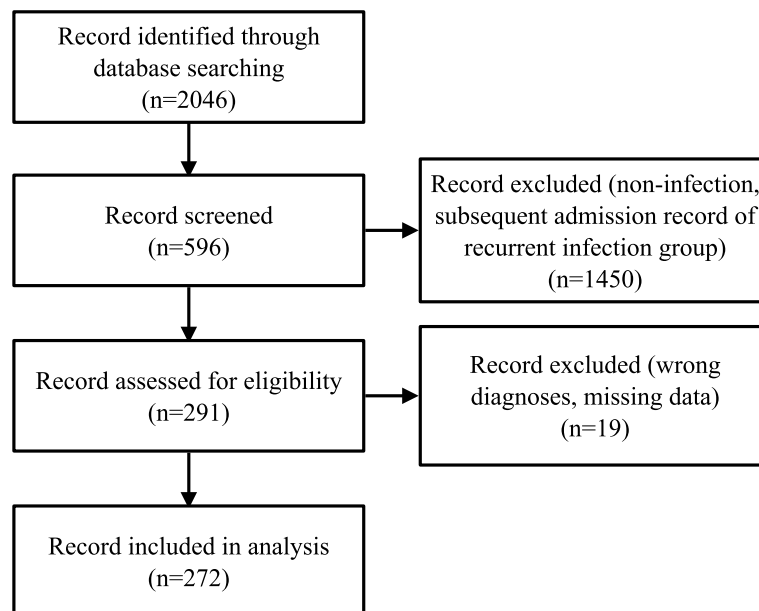 Record identified through
database searching
(n=2046)
Record screened
(n=596)
Record excluded (non-infection,
subsequent admission record of
recurrent infection group)
(n=1450)
Record assessed for eligibility
(n=291)
Record excluded (wrong
diagnoses, missing data)
(n=19)
Record included in analysis
(n=272)